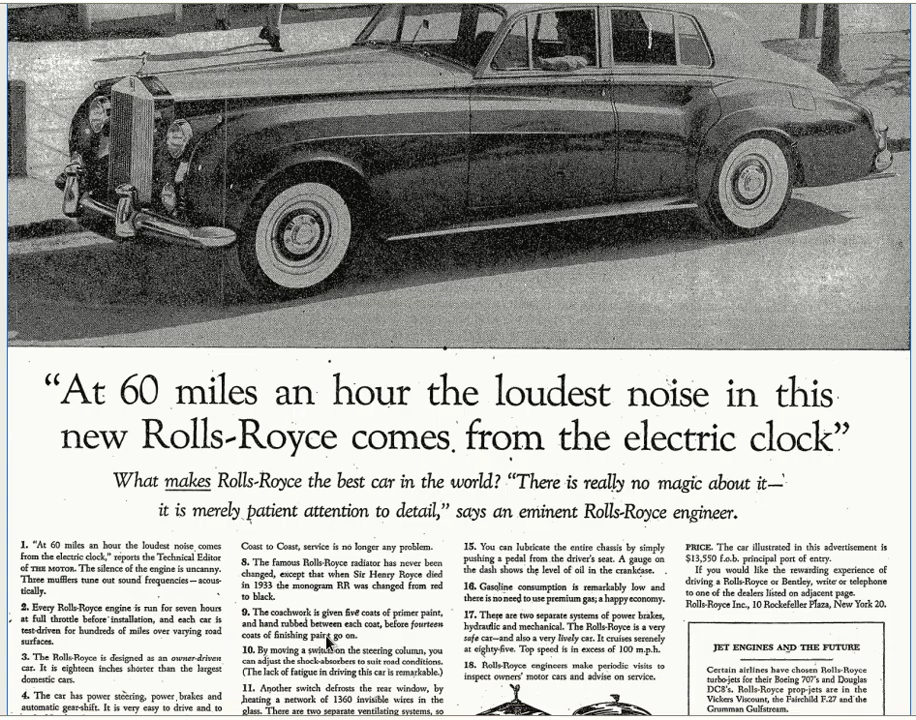 “At 60 miles an hour the loudest noise in this
new Rolls-Royce comes from the electric clock”
What makes Rolls-Royce the best car in the world? “There is really no magic about it—
it is merely patient attention to detail,” says an eminent Rolls-Royce engineer.
1. “At 60 miles an hour the loudest noise comes
from the electric clock,” reports the Technical Editor
of THE MOTOR. The silence of the engine is uncanny.
Three mufflers tune out sound frequencies—acous-
tically.
2. Every Rolls-Royce engine is run for seven hours
at full throttle before installation, and each car is
test-driven for hundreds of miles over varying road
surfaces.
3. The Rolls-Royce is designed as an owner-driven
car. It is eighteen inches shorter than the largest
domestic cars.
4. The car has power steering, power brakes and
automatic gear-shift. It is very easy to drive and to
Coast to Coast, service is no longer any problem.
8. The famous Rolls-Royce radiator has never been
changed, except that when Sir Henry Royce died
in 1933 the monogram RR was changed from red
to black.
9. The coachwork is given five coats of primer paint,
and hand rubbed between each coat, before fourteen
coats of finishing paint go on.
10. By moving a switch on the steering column, you
can adjust the shock-absorbers to suit road conditions.
(The lack of fatigue in driving this car is remarkable.)
11. Another switch defrosts the rear window, by
heating a network of 1360 invisible wires in the
glass. There are two separate ventilating systems, so
15. You can lubricate the entire chassis by simply
pushing a pedal from the driver’s seat. A gauge on
the dash shows the level of oil in the crankcase.
16. Gasoline consumption is remarkably low and
there is no need to use premium gas; a happy economy.
17. There are two separate systems of power brakes,
hydraulic and mechanical. The Rolls-Royce is a very
safe car—and also a very lively car. It cruises serenely
at eighty-five. Top speed is in excess of 100 m.p.h.
18. Rolls-Royce engineers make periodic visits to
inspect owners’ motor cars and advise on service.
PRICE. The car illustrated in this advertisement is
$13,550 f.o.b. principal port of entry.
If you would like the rewarding experience of
driving a Rolls-Royce or Bentley, write or telephone
to one of the dealers listed on adjacent page.
Rolls-Royce Inc., 10 Rockefeller Plaza, New York 20.
JET ENGINES AND THE FUTURE
Certain airlines have chosen Rolls-Royce
turbo-jets for their Boeing 707’s and Douglas
DC8’s. Rolls-Royce prop-jets are in the
Vickers Viscount, the Fairchild F.27 and the
Grumman Gulfstream.